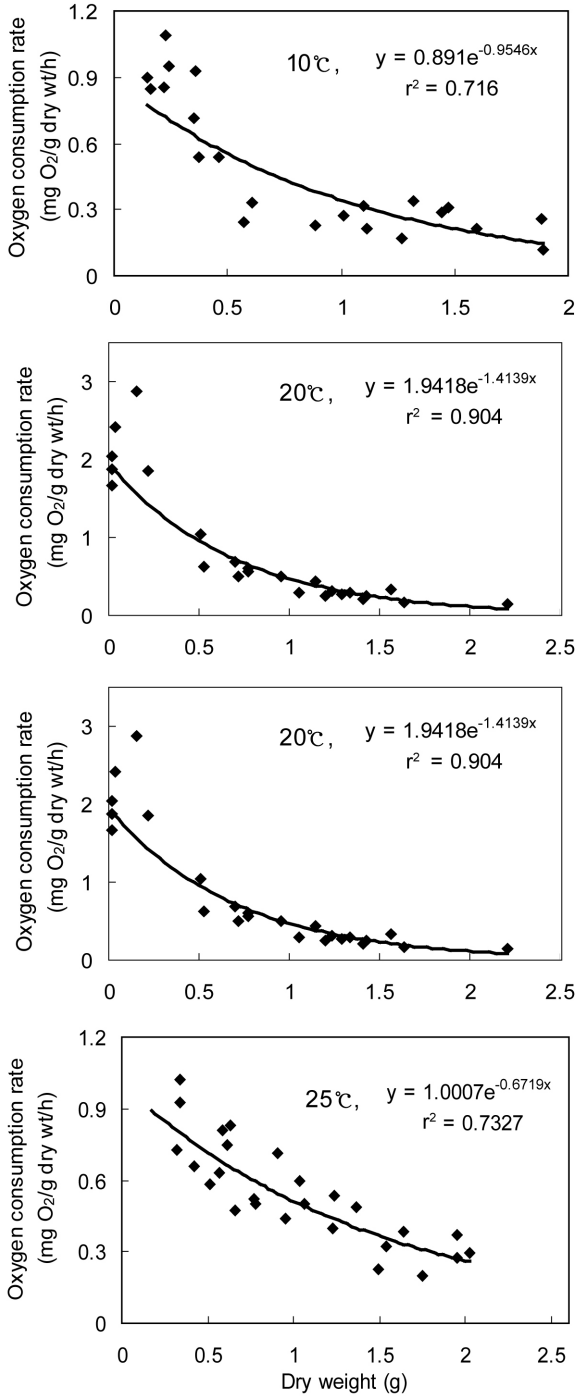 Oxygen consumption rate
(mg O₂/g dry wt/h)
1.2
0.9
0.6
0.3
0
10℃, y = 0.891e^-0.9546x
r² = 0.716
0 0.5 1 1.5 2
Oxygen consumption rate
(mg O₂/g dry wt/h)
3
2
1
0
20℃, y = 1.9418e^-1.4139x
r² = 0.904
0 0.5 1 1.5 2 2.5
Oxygen consumption rate
(mg O₂/g dry wt/h)
3
2
1
0
20℃, y = 1.9418e^-1.4139x
r² = 0.904
0 0.5 1 1.5 2 2.5
Oxygen consumption rate
(mg O₂/g dry wt/h)
1.2
0.9
0.6
0.3
0
25℃, y = 1.0007e^-0.6719x
r² = 0.7327
0 0.5 1 1.5 2 2.5
Dry weight (g)